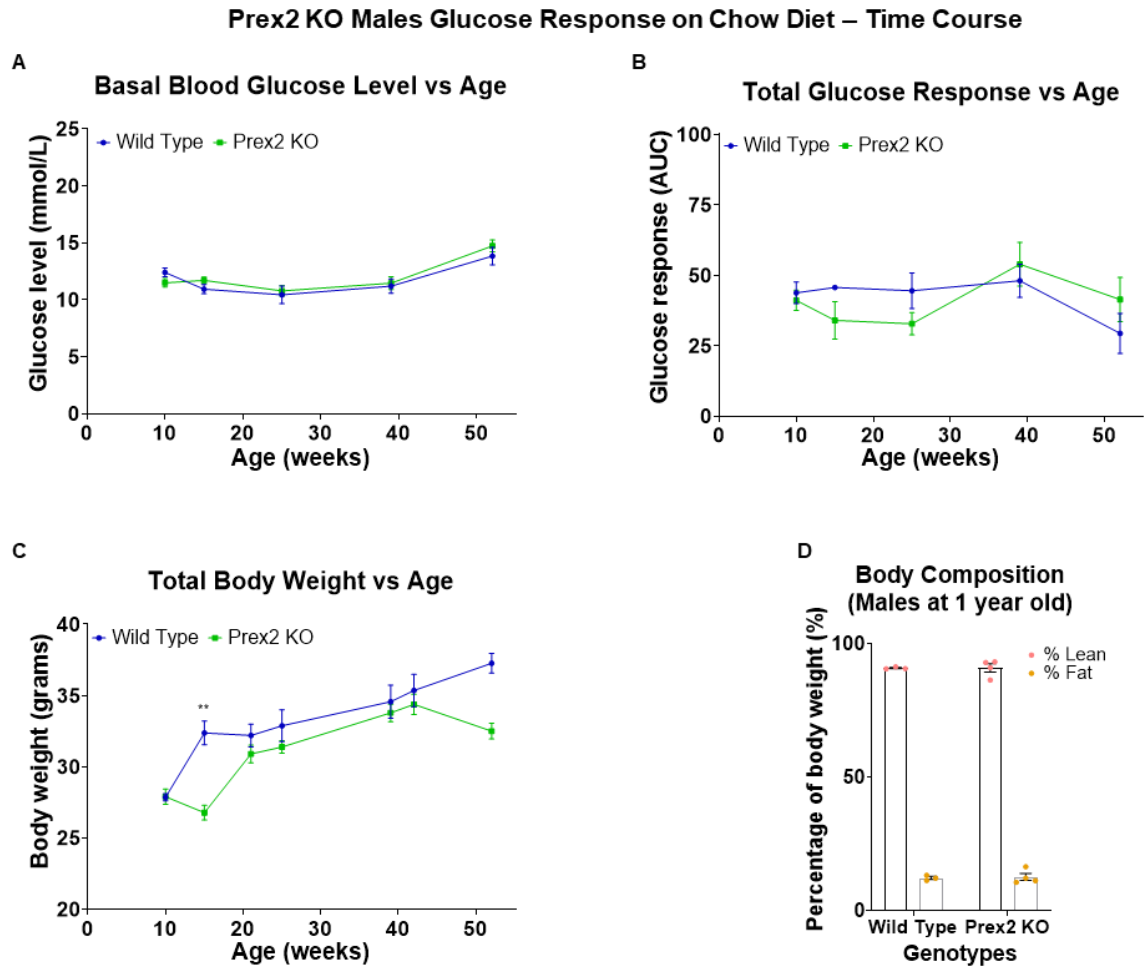 Prex2 KO Males Glucose Response on Chow Diet – Time Course
A
Basal Blood Glucose Level vs Age
Wild Type Prex2 KO
Glucose level (mmol/L)
25
20
15
10
5
0
0 10 20 30 40 50
Age (weeks)
B
Total Glucose Response vs Age
Wild Type Prex2 KO
Glucose response (AUC)
100
75
50
25
0
0 10 20 30 40 50
Age (weeks)
C
Total Body Weight vs Age
Wild Type Prex2 KO
Body weight (grams)
40
35
30
25
20
**
0 10 20 30 40 50
Age (weeks)
D
Body Composition
(Males at 1 year old)
% Lean
% Fat
Percentage of body weight (%)
100
50
0
Wild Type Prex2 KO
Genotypes